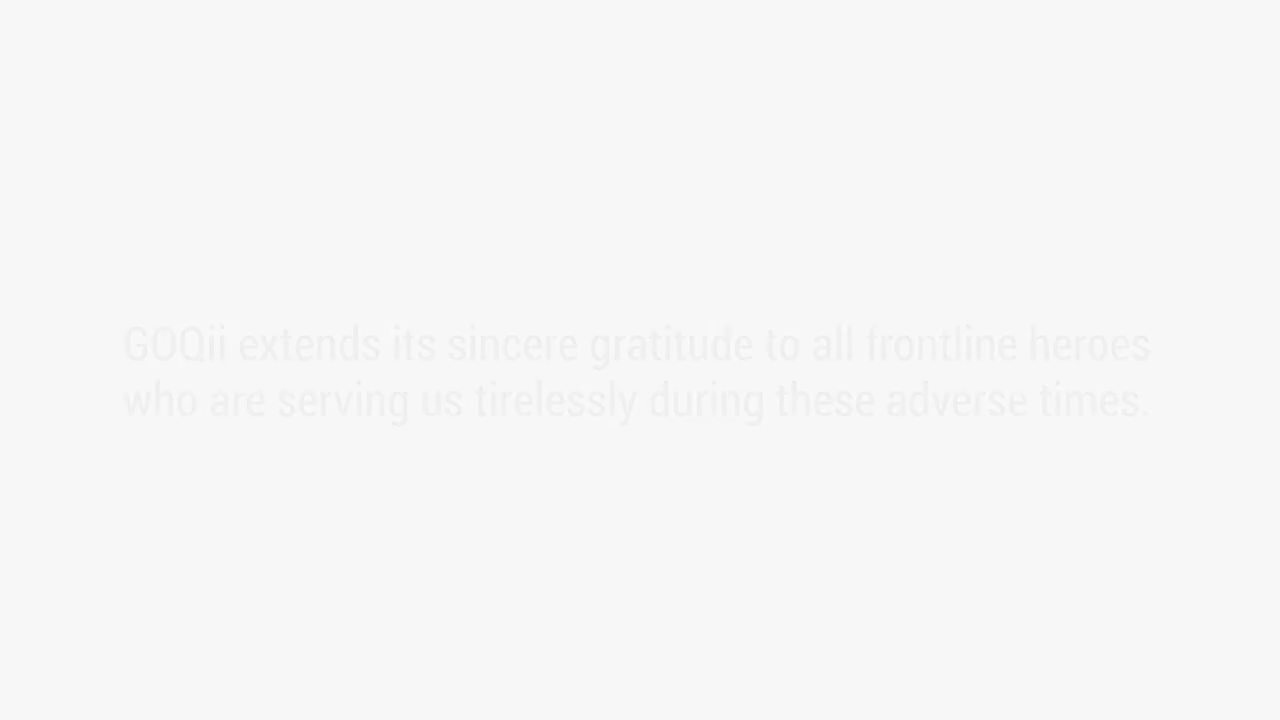 GOQii extends its sincere gratitude to all frontline heroes
who are serving us tirelessly during these adverse times.